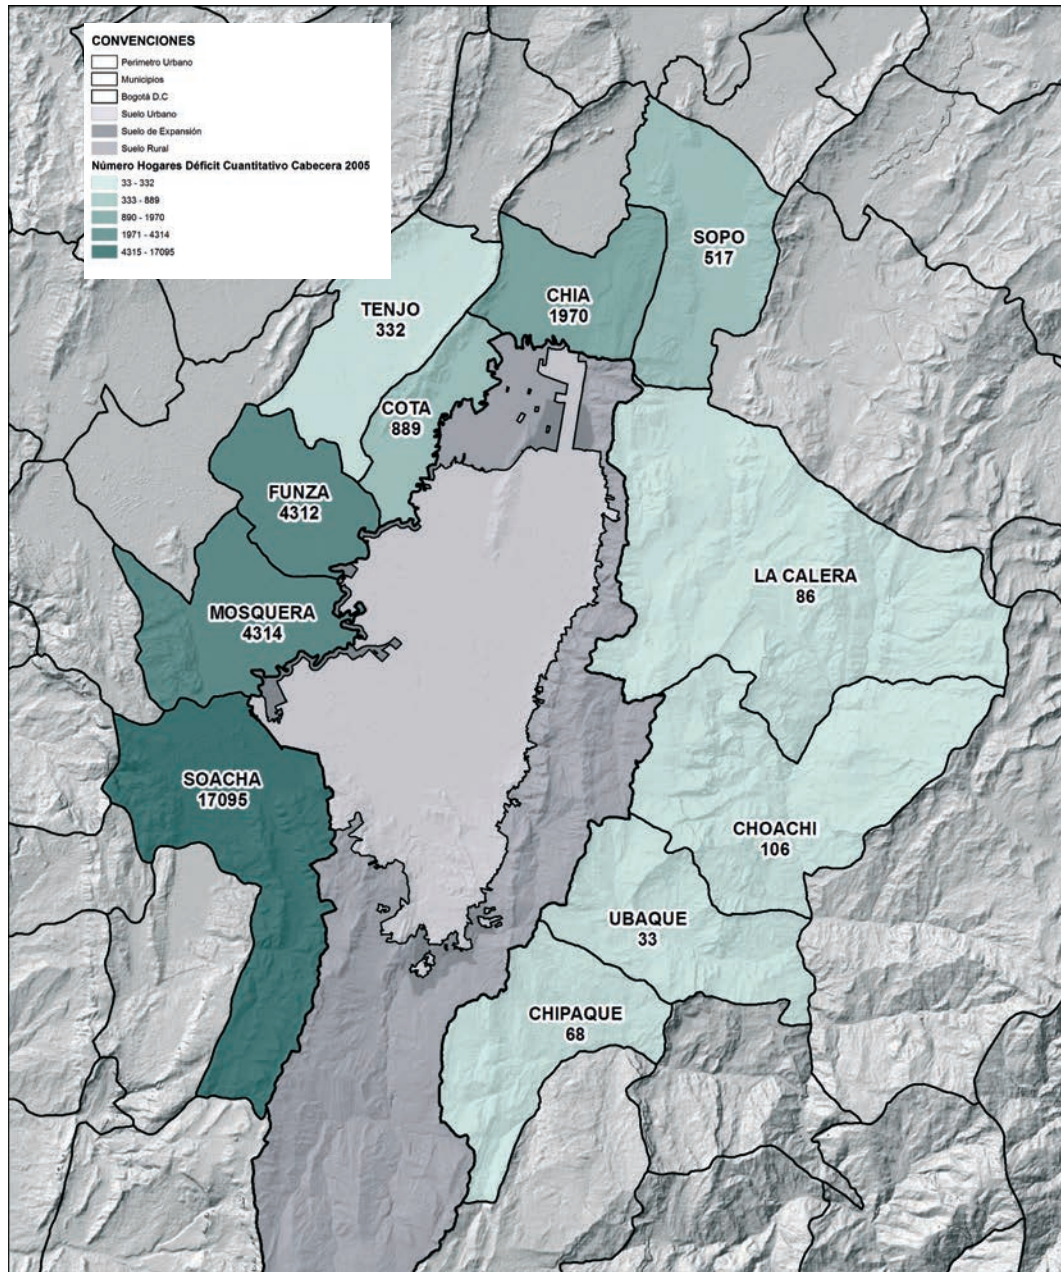 CONVENCIONES
Perimetro Urbano
Municipios
Bogotá D.C
Suelo Urbano
Suelo de Expansión
Suelo Rural
Número Hogares Déficit Cuantitativo Cabecera 2005
33 - 332
333 - 889
890 - 1970
1971 - 4314
4315 - 17095
SOPO
517
CHIA
1970
TENJO
332
COTA
889
FUNZA
4312
LA CALERA
86
MOSQUERA
4314
SOACHA
17095
CHOACHI
106
UBAQUE
33
CHIPAQUE
68